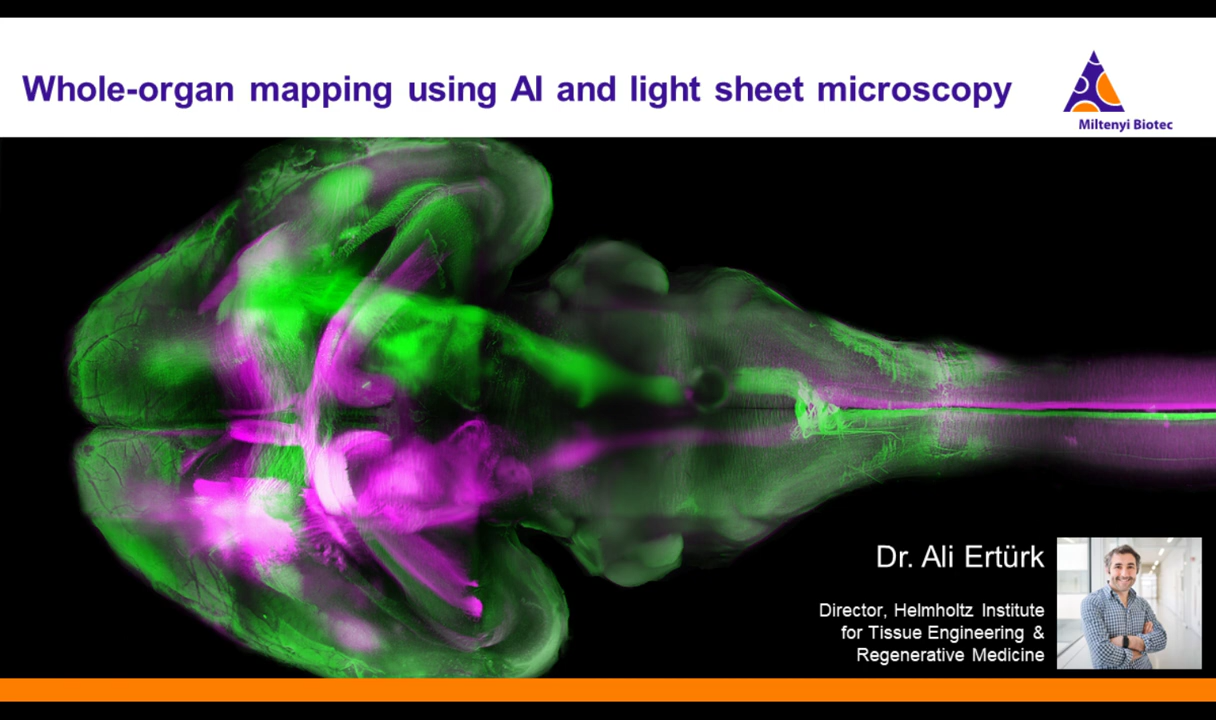 Whole-organ mapping using AI and light sheet microscopy
Miltenyi Biotec
Dr. Ali Ertürk
Director, Helmholtz Institute
for Tissue Engineering &
Regenerative Medicine